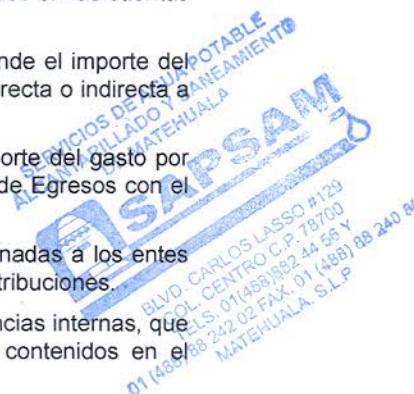 nde el importe del
recta o indirecta a
orte del gasto por
de Egresos con el
nadas a los entes
tribuciones.
ncias internas, que
contenidos en el
SERVICIOS DE AGUA POTABLE
ALCANTARILLADO Y SANEAMIENTO
DE MATEHUALA
SAPSAM
BLVD. CARLOS LASSO #129
COL. CENTRO C.P. 78700
TELS. 01(488)882 44 56 Y
01 (488)88 242 02 FAX. 01 (488) 88 240 86
MATEHUALA, S.L.P